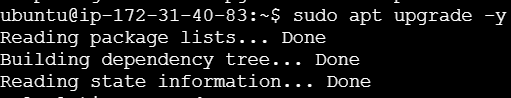 ubuntu@ip-172-31-40-83:~$ sudo apt upgrade -y
Reading package lists... Done
Building dependency tree... Done
Reading state information... Done